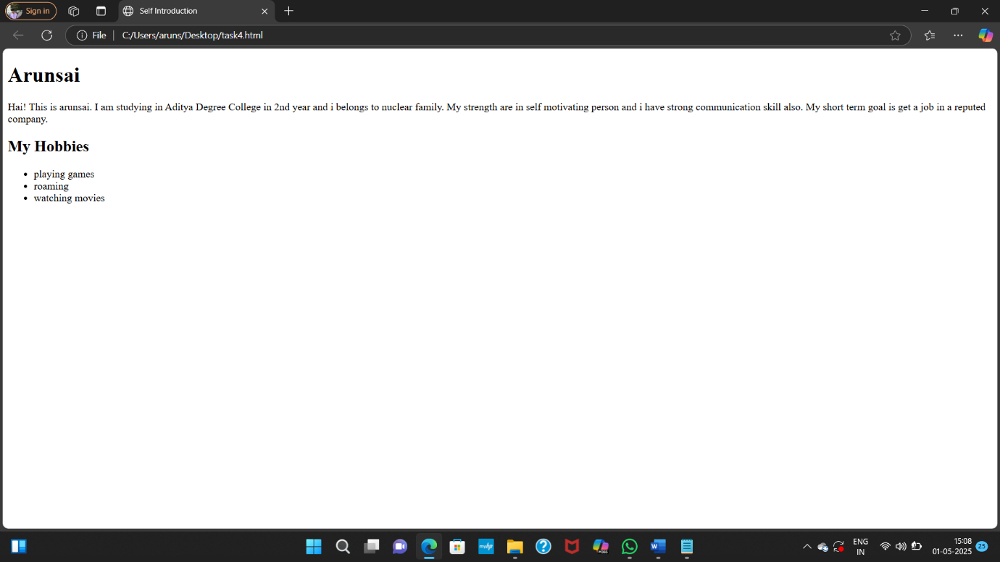 Sign in
Self Introduction
File
C:/Users/aruns/Desktop/task4.html
Arunsai
Hai! This is arunsai. I am studying in Aditya Degree College in 2nd year and i belongs to nuclear family. My strength are in self motivating person and i have strong communication skill also. My short term goal is get a job in a reputed
company.
My Hobbies
• playing games
• roaming
• watching movies
myhp
M365
W
ENG
IN
15:08
01-05-2025
25